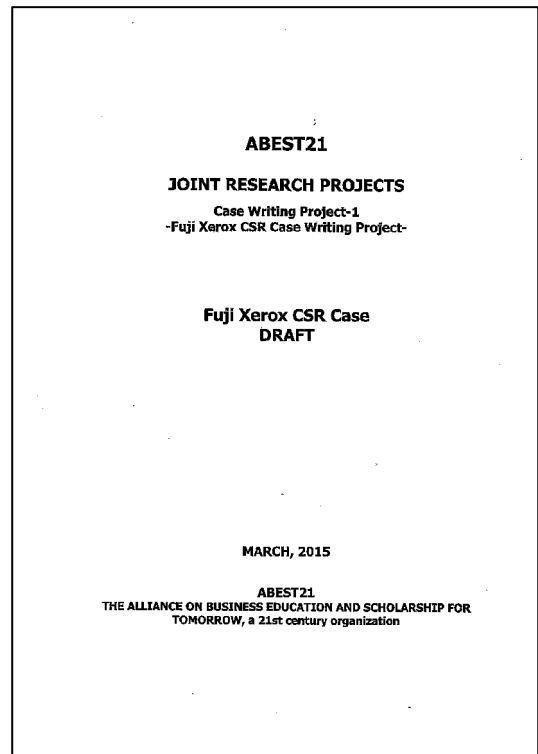 ABEST21
JOINT RESEARCH PROJECTS
Case Writing Project-1
-Fuji Xerox CSR Case Writing Project-
Fuji Xerox CSR Case
DRAFT
MARCH, 2015
ABEST21
THE ALLIANCE ON BUSINESS EDUCATION AND SCHOLARSHIP FOR
TOMORROW, a 21st century organization